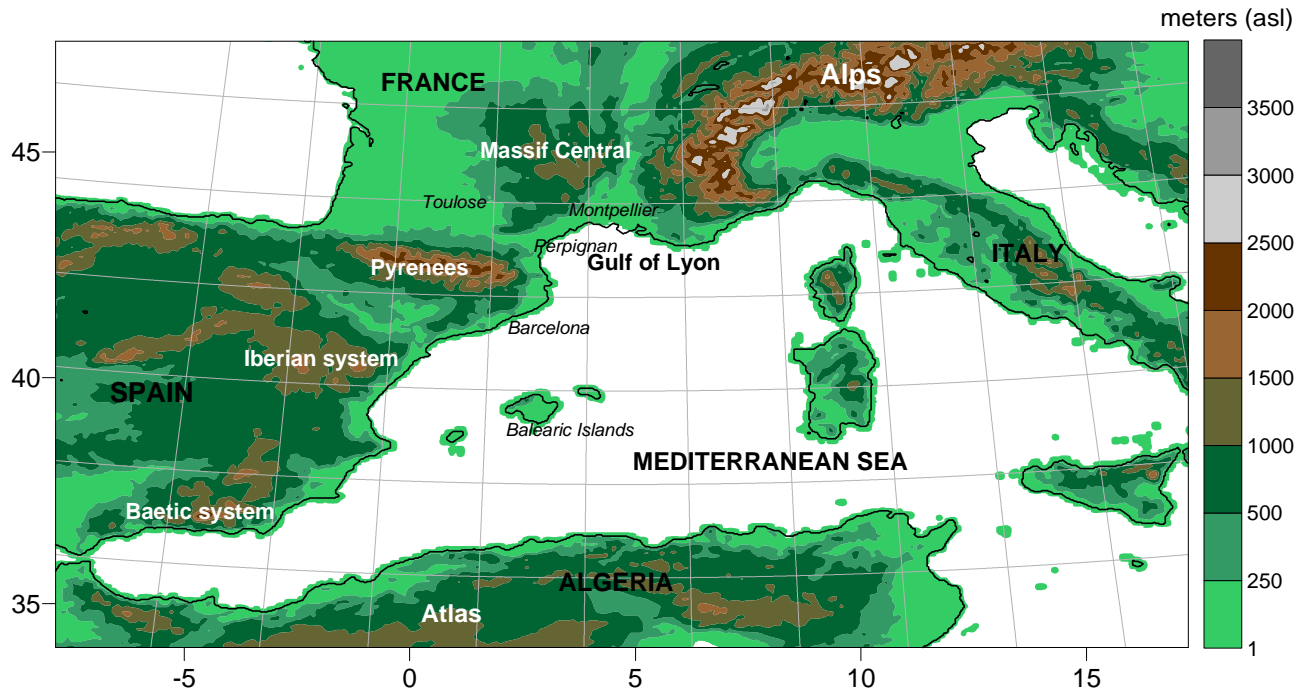 meters (asl)
FRANCE
Alps
3500
45
Massif Central
3000
Toulose
Montpellier
2500
Perpignan
Gulf of Lyon
ITALY
Pyrenees
2000
Barcelona
1500
Iberian system
40
SPAIN
1000
Balearic Islands
MEDITERRANEAN SEA
500
Baetic system
250
ALGERIA
35
Atlas
1
-5
0
5
10
15